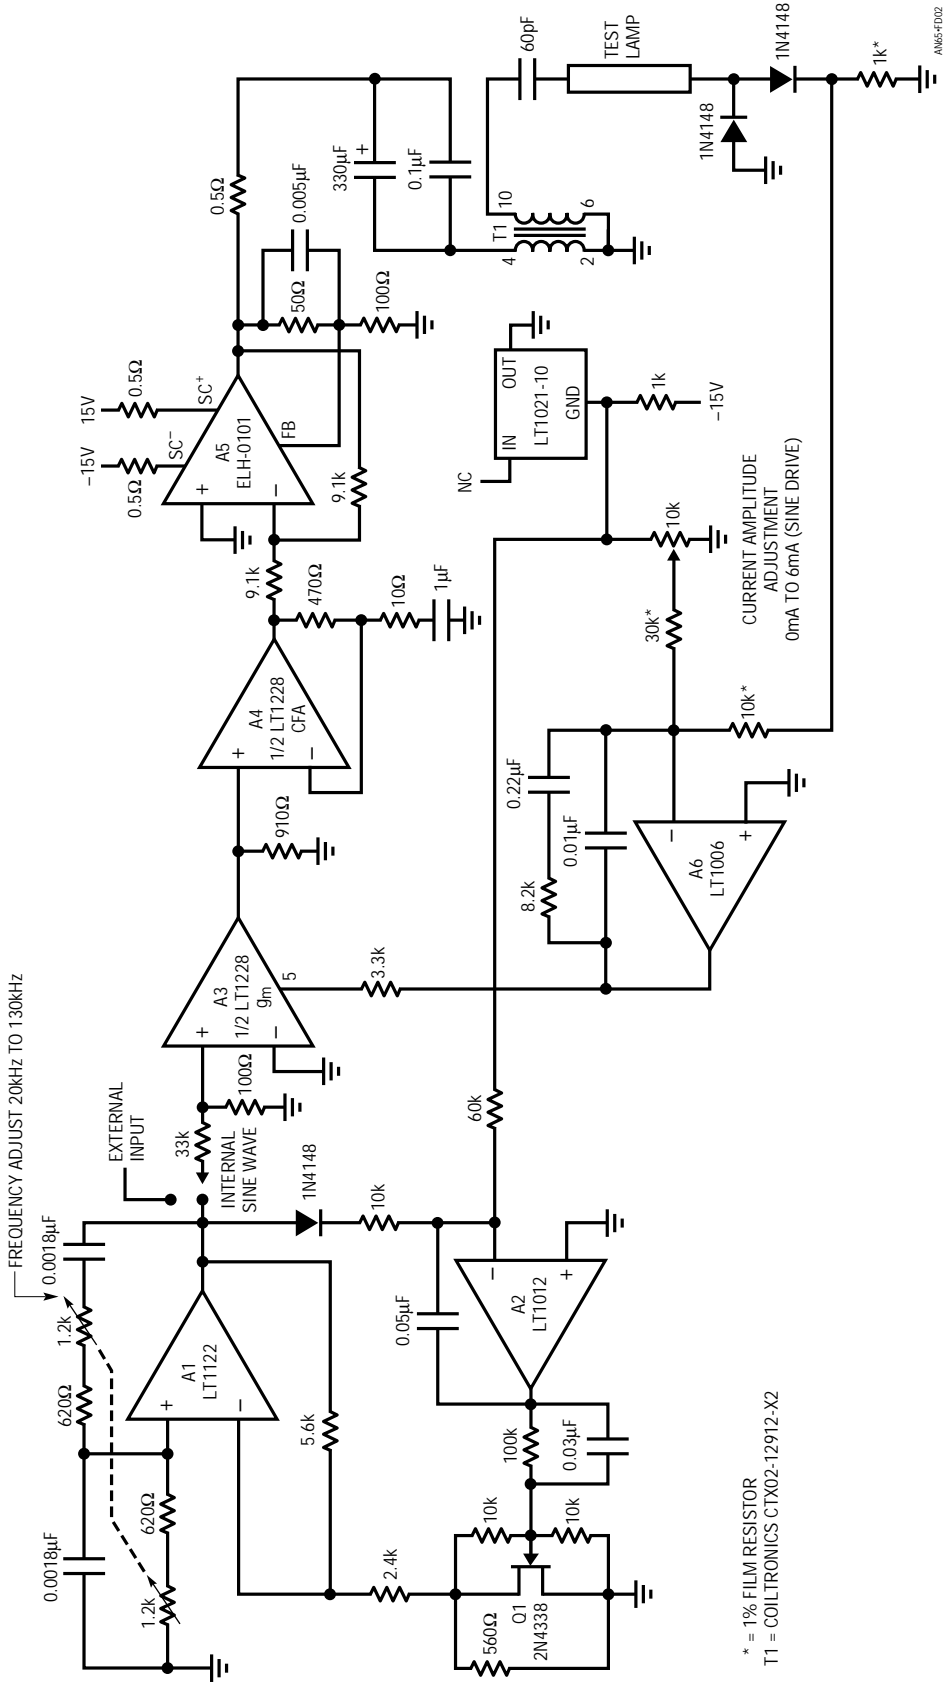 FREQUENCY ADJUST 20kHz TO 130kHz
0.0018µF
1.2k
620Ω
0.0018µF
1.2k
620Ω
+
–
A1
LT1122
5.6k
2.4k
560Ω
Q1
2N4338
10k
10k
100k
0.03µF
0.05µF
A2
LT1012
–
+
10k
1N4148
60k
EXTERNAL
INPUT
INTERNAL
SINE WAVE
33k
100Ω
+
–
A3
1/2 LT1228
gm
5
3.3k
910Ω
+
–
A4
1/2 LT1228
CFA
470Ω
10Ω
1µF
9.1k
9.1k
+
–
A5
ELH-0101
SC–
SC+
FB
–15V
15V
0.5Ω
0.5Ω
50Ω
0.005µF
100Ω
0.5Ω
330µF
+
0.1µF
T1
4
2
10
6
60pF
TEST
LAMP
1N4148
1N4148
1k*
NC
IN
OUT
LT1021-10
GND
1k
–15V
10k
CURRENT AMPLITUDE
ADJUSTMENT
0mA TO 6mA (SINE DRIVE)
30k*
10k*
0.22µF
8.2k
0.01µF
–
+
A6
LT1006
* = 1% FILM RESISTOR
T1 = COILTRONICS CTX02-12912-X2
AN65•FD02